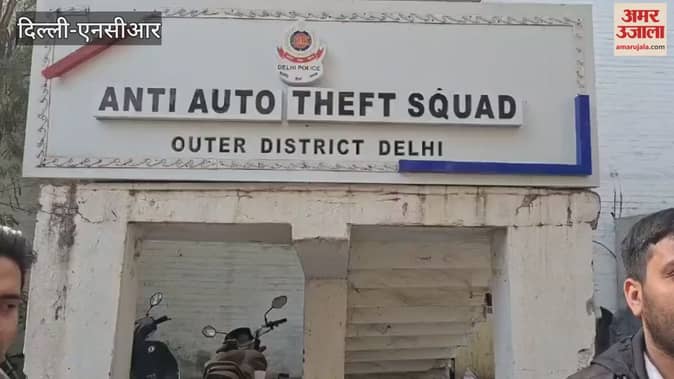 दिल्ली-एनसीआर
अमर उजाला
amarujala.com
DELHI POLICE
ANTI AUTO THEFT SQUAD
OUTER DISTRICT DELHI